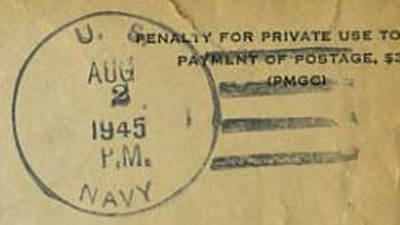 U. S.
AUG
2
1945
P.M.
NAVY
PENALTY FOR PRIVATE USE TO
PAYMENT OF POSTAGE, $3
(PMGC)